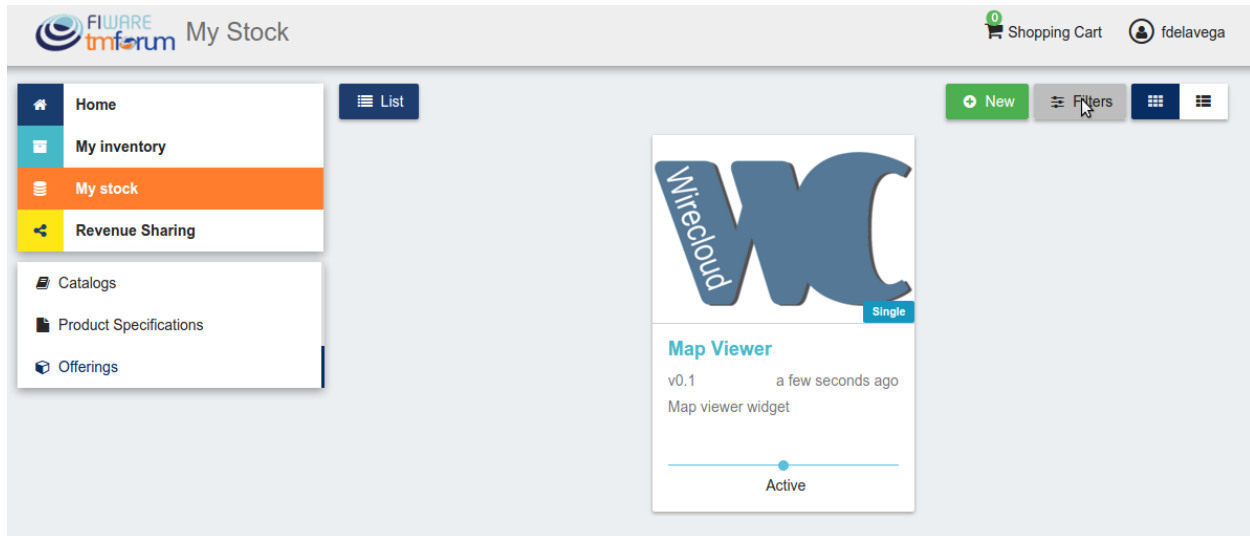 FIWARE
tmforum
My Stock
0
Shopping Cart
fdelavega
Home
My inventory
My stock
Revenue Sharing
Catalogs
Product Specifications
Offerings
List
New
Filters
Wirecloud
WC
Single
Map Viewer
v0.1 a few seconds ago
Map viewer widget
Active